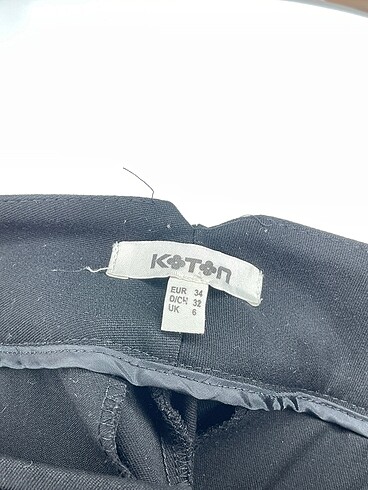 KOTON
EUR 34
D/CH 32
UK 6